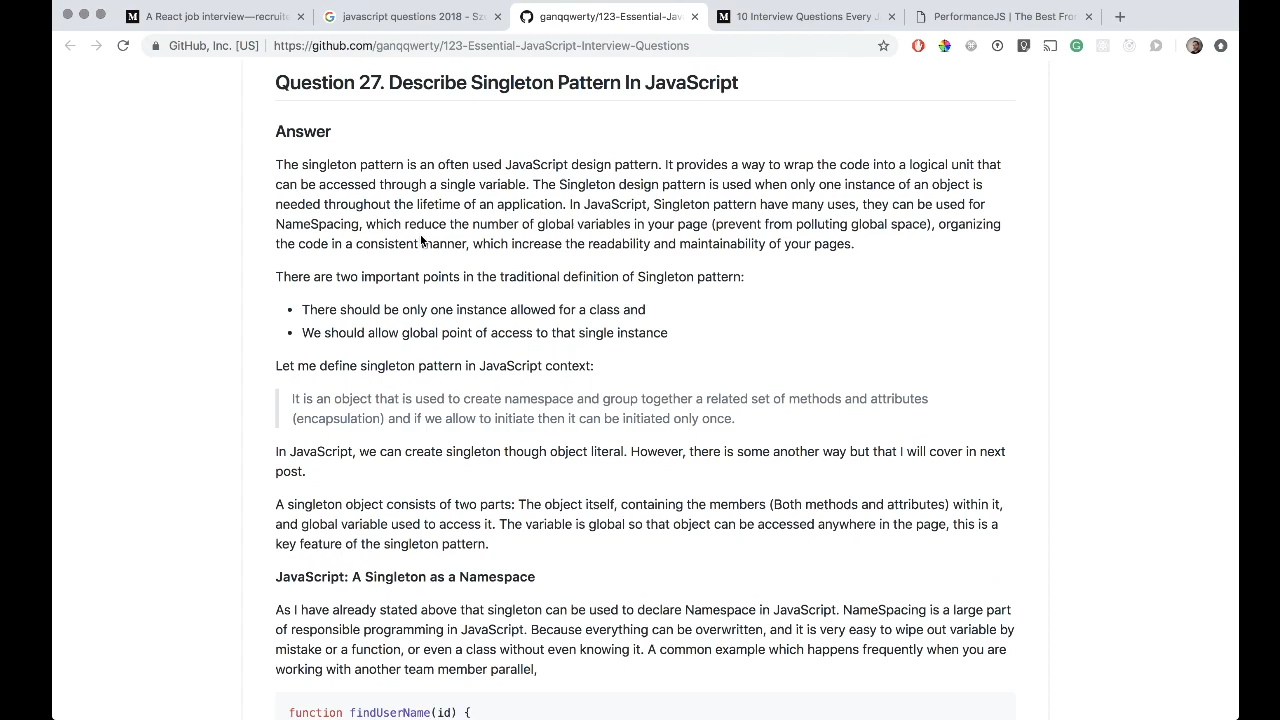 A React job interview—recruite
javascript questions 2018 - Sz
ganqqwerty/123-Essential-Jav
10 Interview Questions Every J
PerformanceJS | The Best Fron
GitHub, Inc. [US]
https://github.com/ganqqwerty/123-Essential-JavaScript-Interview-Questions
Question 27. Describe Singleton Pattern In JavaScript
Answer
The singleton pattern is an often used JavaScript design pattern. It provides a way to wrap the code into a logical unit that
can be accessed through a single variable. The Singleton design pattern is used when only one instance of an object is
needed throughout the lifetime of an application. In JavaScript, Singleton pattern have many uses, they can be used for
NameSpacing, which reduce the number of global variables in your page (prevent from polluting global space), organizing
the code in a consistent manner, which increase the readability and maintainability of your pages.
There are two important points in the traditional definition of Singleton pattern:
• There should be only one instance allowed for a class and
• We should allow global point of access to that single instance
Let me define singleton pattern in JavaScript context:
It is an object that is used to create namespace and group together a related set of methods and attributes
(encapsulation) and if we allow to initiate then it can be initiated only once.
In JavaScript, we can create singleton though object literal. However, there is some another way but that I will cover in next
post.
A singleton object consists of two parts: The object itself, containing the members (Both methods and attributes) within it,
and global variable used to access it. The variable is global so that object can be accessed anywhere in the page, this is a
key feature of the singleton pattern.
JavaScript: A Singleton as a Namespace
As I have already stated above that singleton can be used to declare Namespace in JavaScript. NameSpacing is a large part
of responsible programming in JavaScript. Because everything can be overwritten, and it is very easy to wipe out variable by
mistake or a function, or even a class without even knowing it. A common example which happens frequently when you are
working with another team member parallel,
function findUserName(id) {